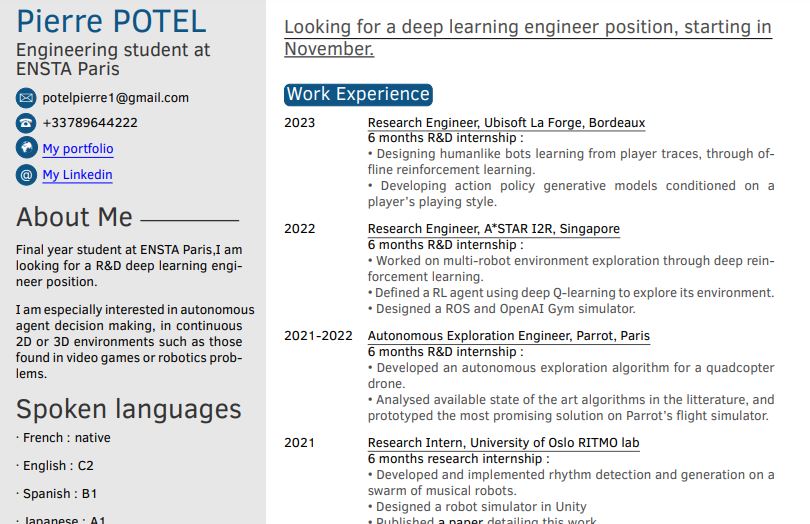 Pierre POTEL
Engineering student at
ENSTA Paris
potelpierre1@gmail.com
+33789644222
My portfolio
@ My Linkedin
About Me
Final year student at ENSTA Paris,I am
looking for a R&D deep learning engi-
neer position.
I am especially interested in autonomous
agent decision making, in continuous
2D or 3D environments such as those
found in video games or robotics prob-
lems.
Spoken languages
· French : native
· English : C2
· Spanish : B1
· Japanese : A1
Looking for a deep learning engineer position, starting in
November.
Work Experience
2023 Research Engineer, Ubisoft La Forge, Bordeaux
6 months R&D internship :
• Designing humanlike bots learning from player traces, through of-
fline reinforcement learning.
• Developing action policy generative models conditioned on a
player's playing style.
2022 Research Engineer, A*STAR I2R, Singapore
6 months R&D internship :
• Worked on multi-robot environment exploration through deep rein-
forcement learning.
• Defined a RL agent using deep Q-learning to explore its environment.
• Designed a ROS and OpenAI Gym simulator.
2021-2022 Autonomous Exploration Engineer, Parrot, Paris
6 months R&D internship :
• Developed an autonomous exploration algorithm for a quadcopter
drone.
• Analysed available state of the art algorithms in the litterature, and
prototyped the most promising solution on Parrot's flight simulator.
2021 Research Intern, University of Oslo RITMO lab
6 months research internship :
• Developed and implemented rhythm detection and generation on a
swarm of musical robots.
• Designed a robot simulator in Unity
• Published a paper detailing this work